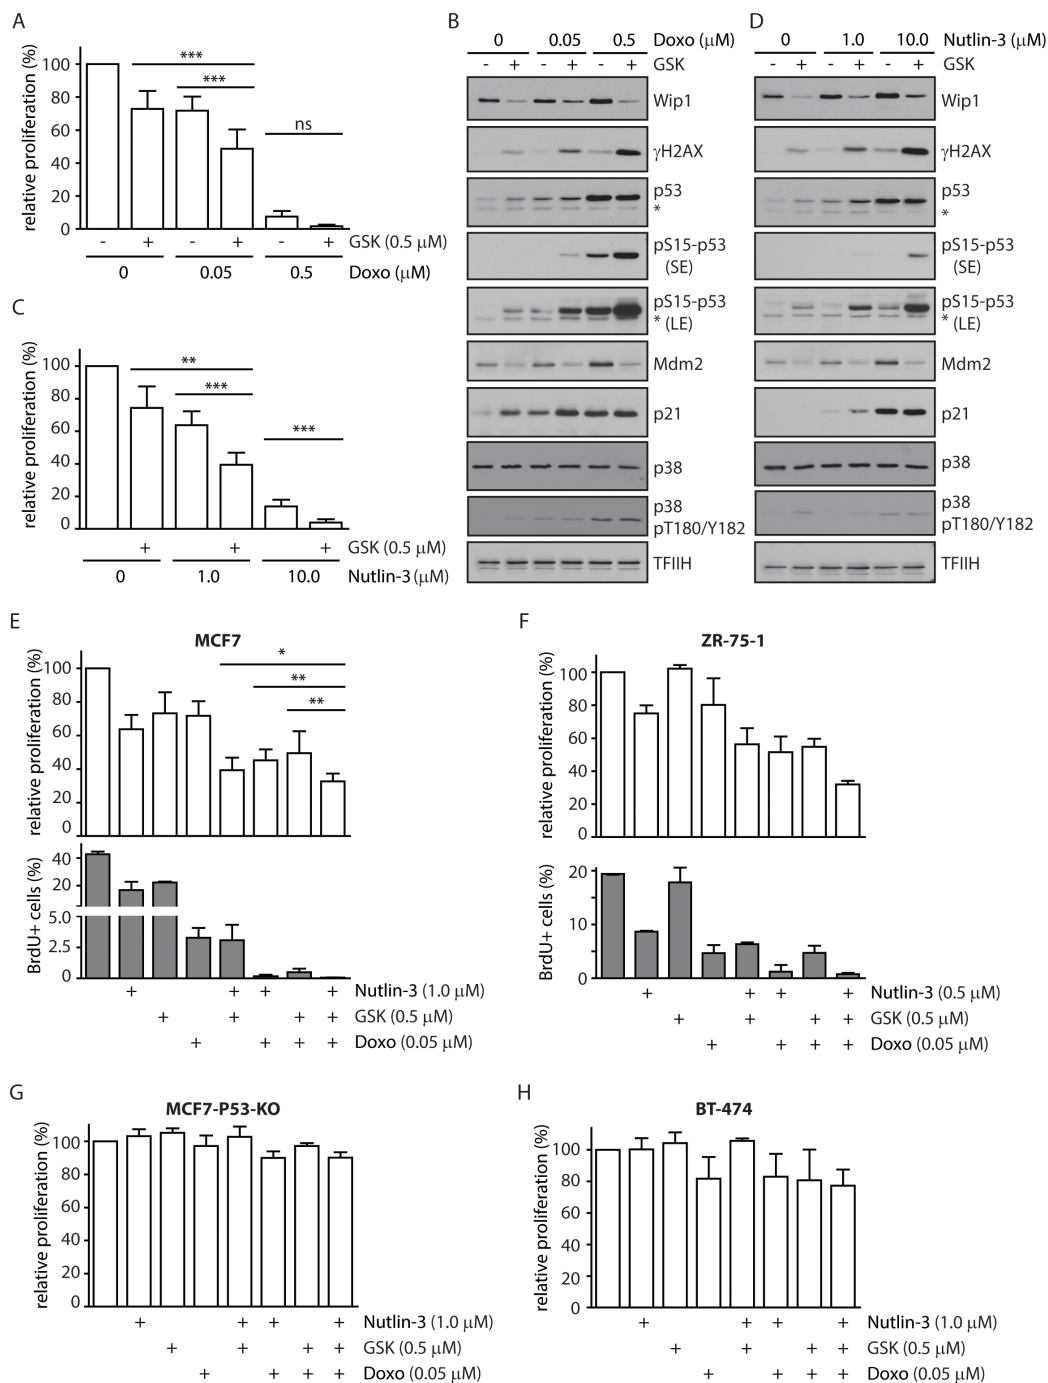 A
relative proliferation (%)
100
80
60
40
20
0
***
***
ns
- + - + - + GSK (0.5 μM)
0 0.05 0.5 Doxo (μM)
B
0 0.05 0.5 Doxo (μM)
- + - + - + GSK
Wip1
γH2AX
p53
*
pS15-p53
(SE)
pS15-p53
* (LE)
Mdm2
p21
p38
p38
pT180/Y182
TFIIH
C
relative proliferation (%)
100
80
60
40
20
0
**
***
***
+ + + GSK (0.5 μM)
0 1.0 10.0 Nutlin-3 (μM)
D
0 1.0 10.0 Nutlin-3 (μM)
- + - + - + GSK
Wip1
γH2AX
p53
*
pS15-p53
(SE)
pS15-p53
* (LE)
Mdm2
p21
p38
p38
pT180/Y182
TFIIH
E
MCF7
relative proliferation (%)
100
80
60
40
20
0
*
**
**
BrdU+ cells (%)
40
20
5.0
2.5
0
+ + + + Nutlin-3 (1.0 μM)
+ + + + GSK (0.5 μM)
+ + + + Doxo (0.05 μM)
F
ZR-75-1
relative proliferation (%)
100
80
60
40
20
0
BrdU+ cells (%)
20
10
0
+ + + + Nutlin-3 (0.5 μM)
+ + + + GSK (0.5 μM)
+ + + + Doxo (0.05 μM)
G
MCF7-P53-KO
relative proliferation (%)
100
80
60
40
20
0
+ + + + Nutlin-3 (1.0 μM)
+ + + + GSK (0.5 μM)
+ + + + Doxo (0.05 μM)
H
BT-474
relative proliferation (%)
100
80
60
40
20
0
+ + + + Nutlin-3 (1.0 μM)
+ + + + GSK (0.5 μM)
+ + + + Doxo (0.05 μM)